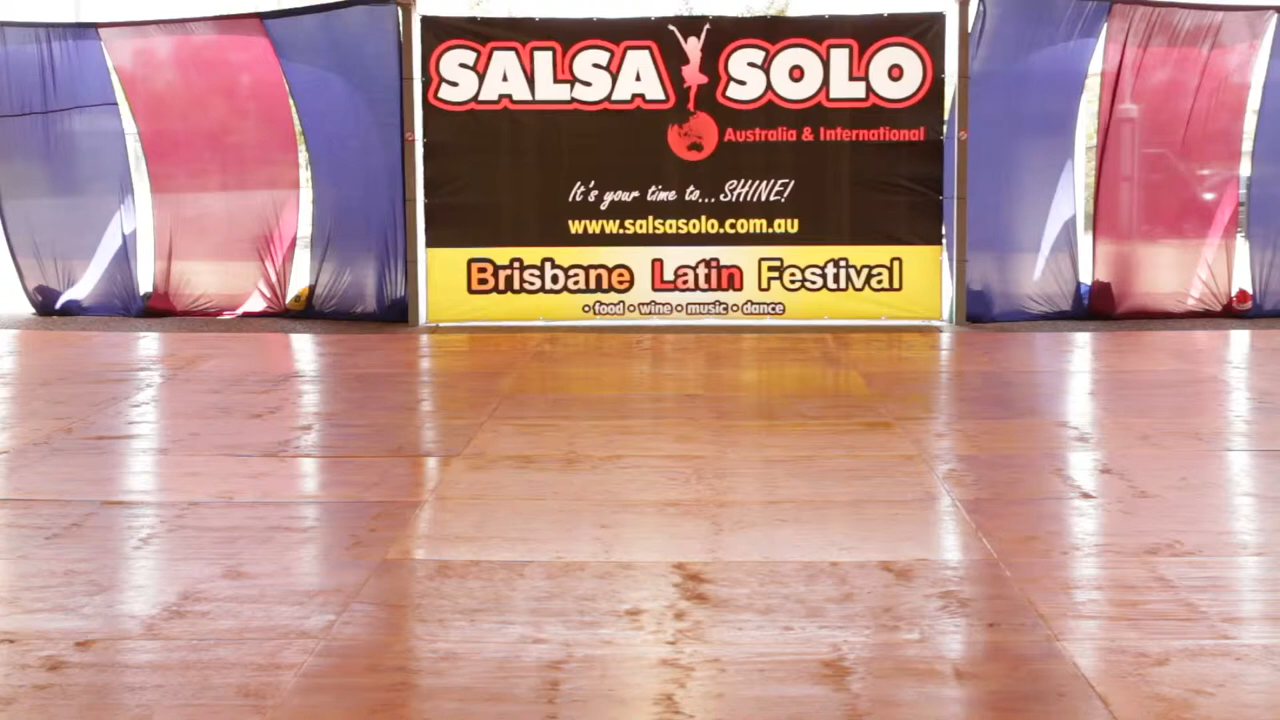 SALSA SOLO
Australia & International
It's your time to... SHINE!
www.salsasolo.com.au
Brisbane Latin Festival
• food • wine • music • dance